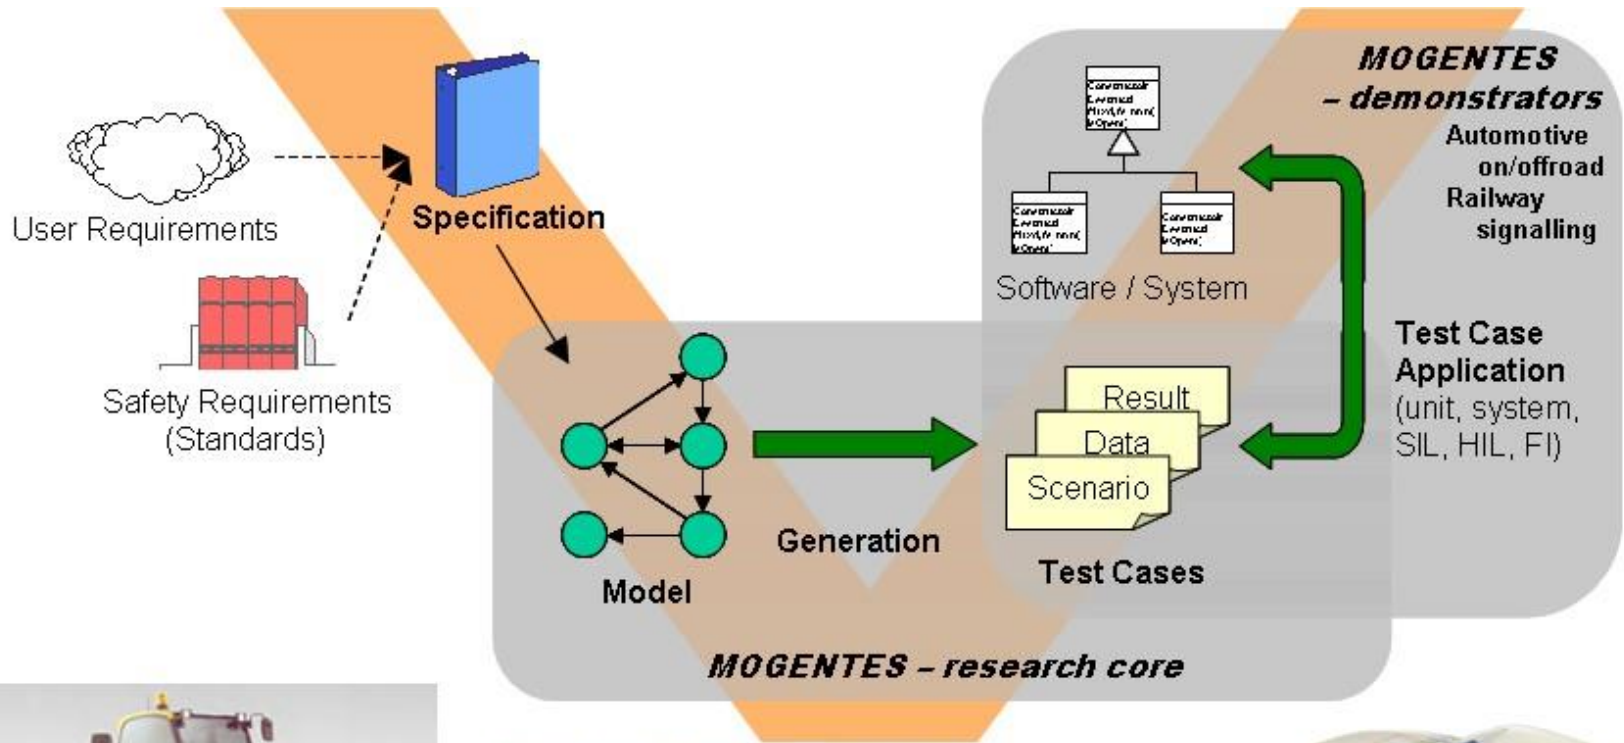 MOGENTES
– demonstrators
Automotive
on/offroad
Railway
signalling
User Requirements
Specification
Software / System
Safety Requirements
(Standards)
Test Case
Application
(unit, system,
SIL, HIL, FI)
Result
Data
Scenario
Generation
Model
Test Cases
MOGENTES – research core